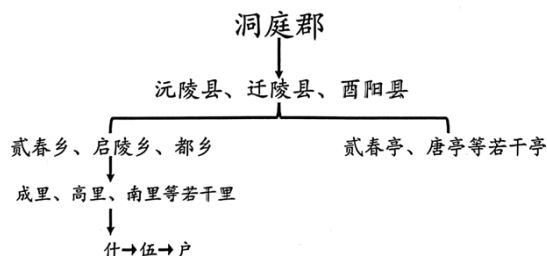 洞庭郡
沅陵县、迁陵县、酉阳县
贰春乡、启陵乡、都乡
贰春亭、唐亭等若干亭
成里、高里、南里等若干里
什→伍→户